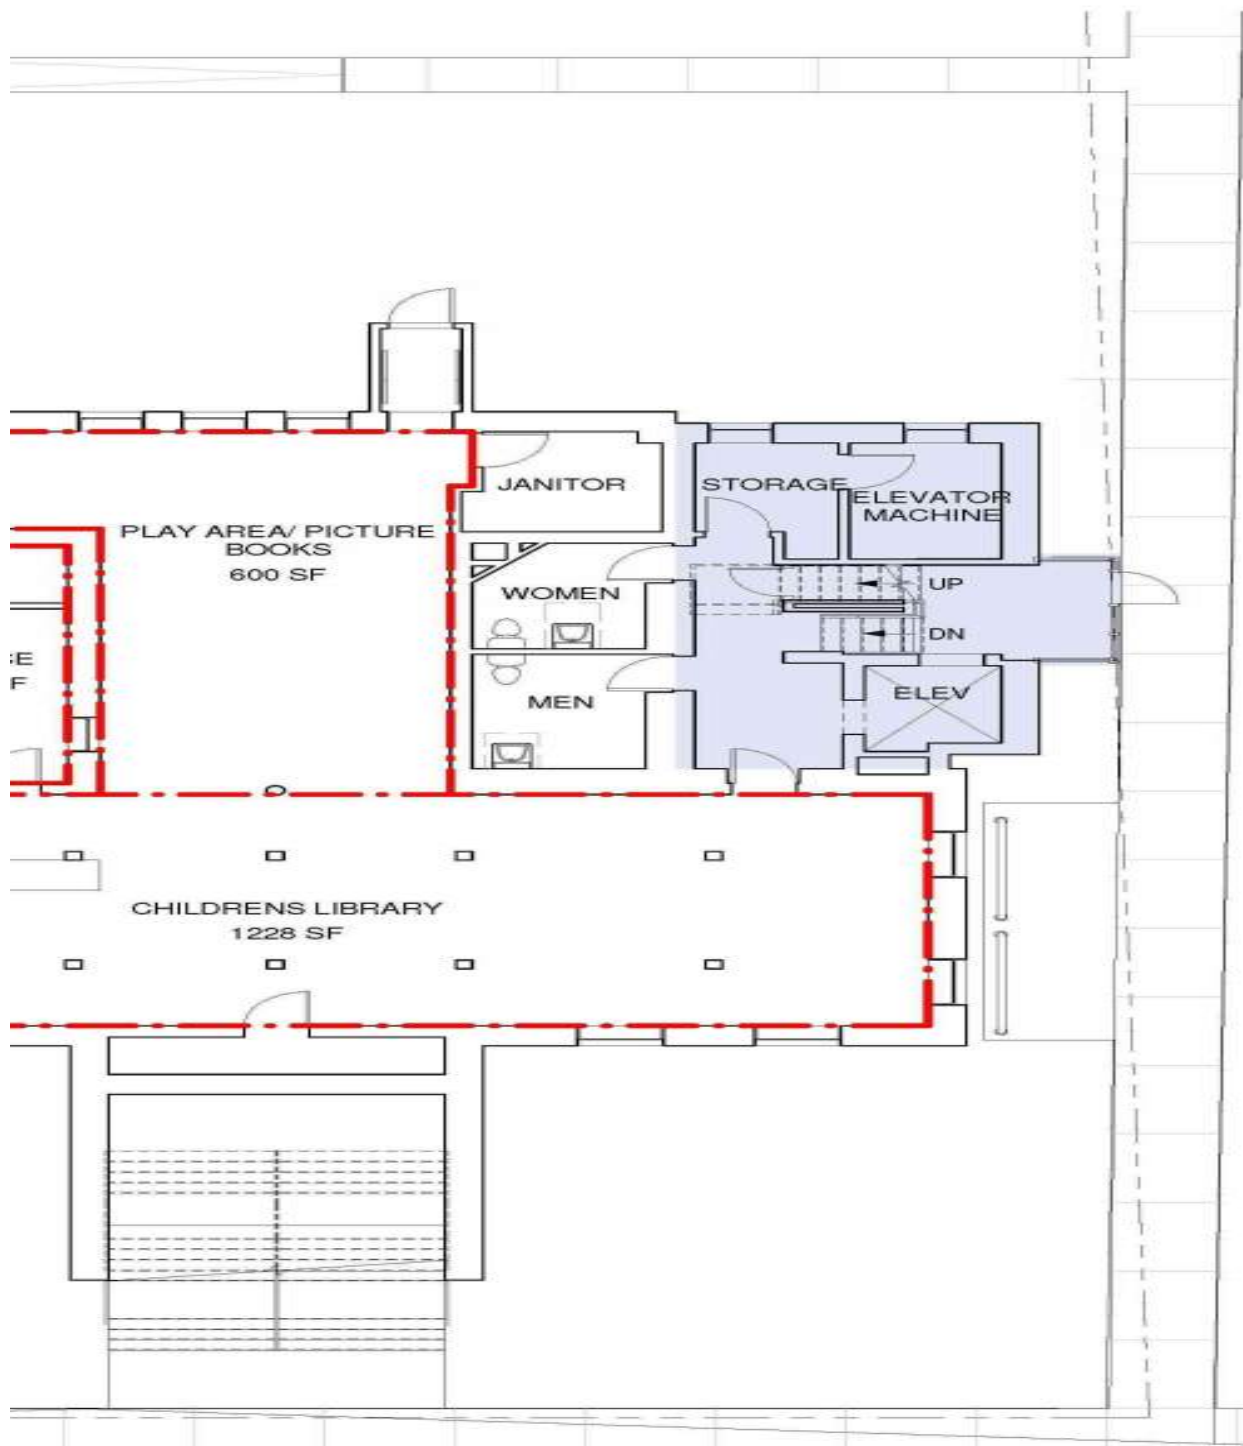 JANITOR
STORAGE
ELEVATOR
MACHINE
PLAY AREA/ PICTURE
BOOKS
600 SF
WOMEN
UP
DN
MEN
ELEV
CHILDRENS LIBRARY
1228 SF